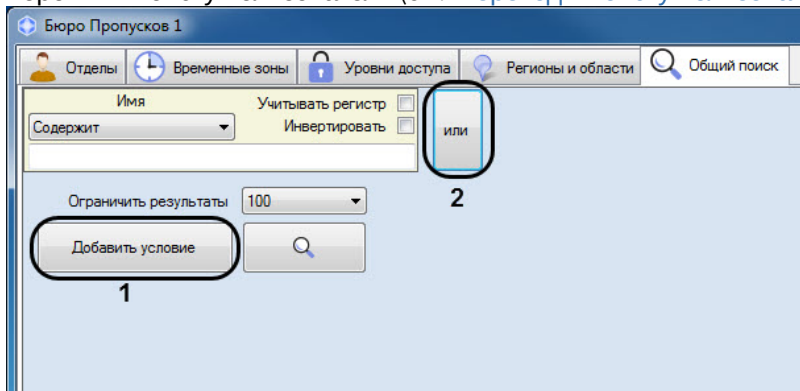 Бюро Пропусков 1
Отделы Временные зоны Уровни доступа Регионы и области Общий поиск
Имя Учитывать регистр
Содержит Инвертировать
или
2
Ограничить результаты 100
Добавить условие
1